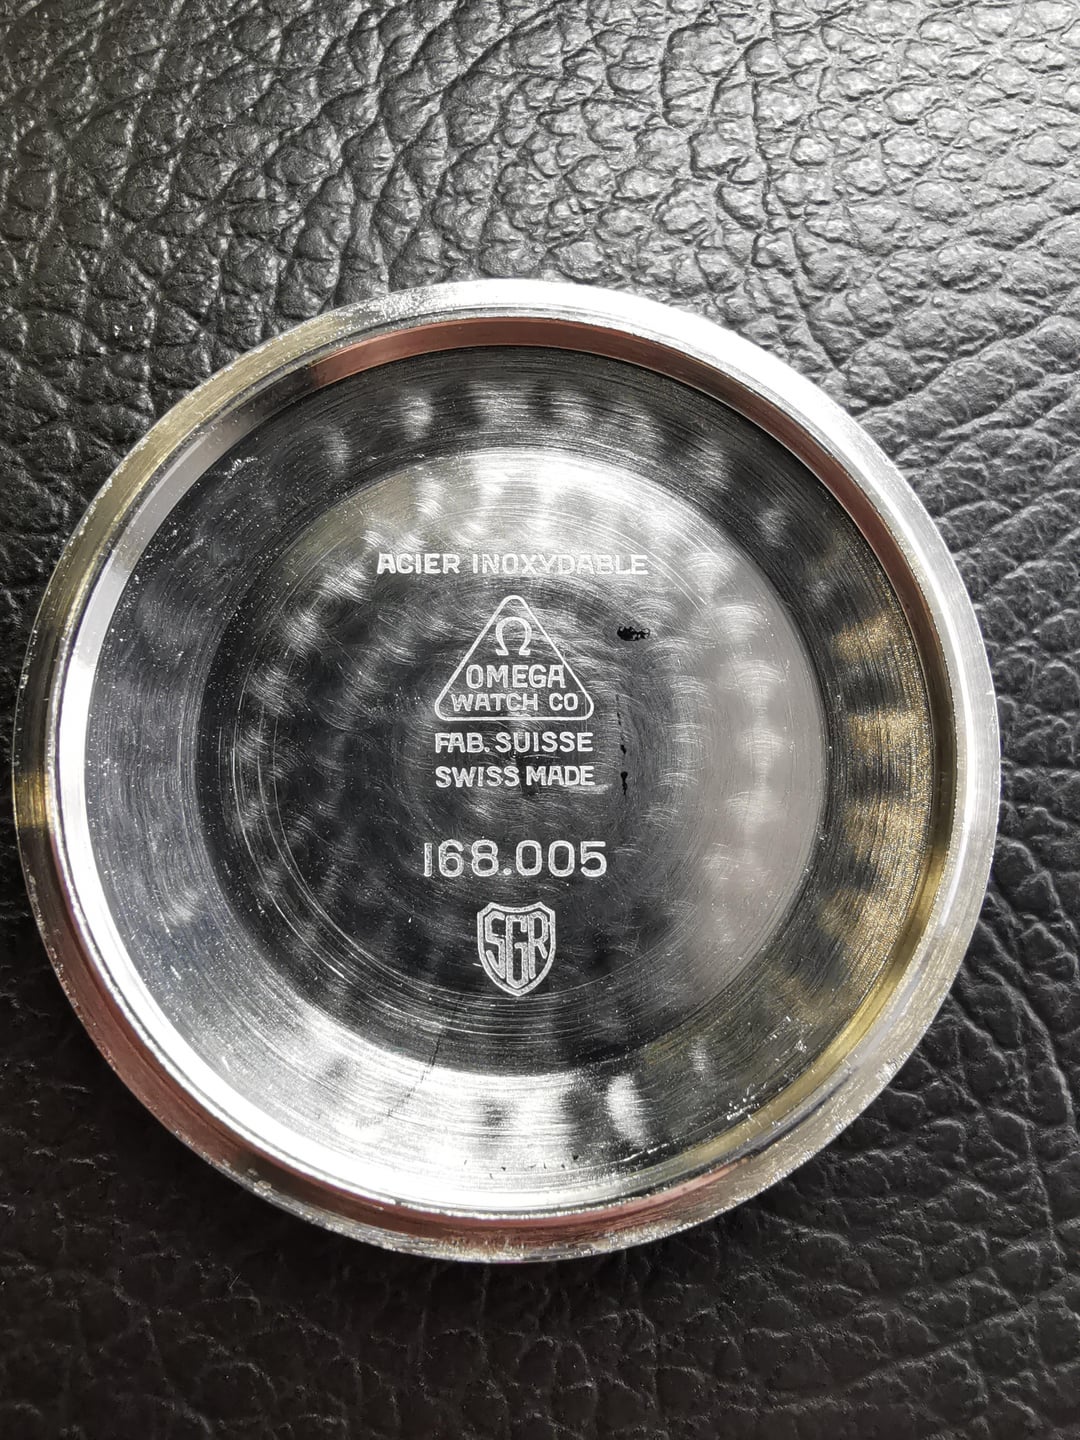 ACIER INOXYDABLE
Ω
OMEGA
WATCH CO
FAB. SUISSE
SWISS MADE
168.005
SGR